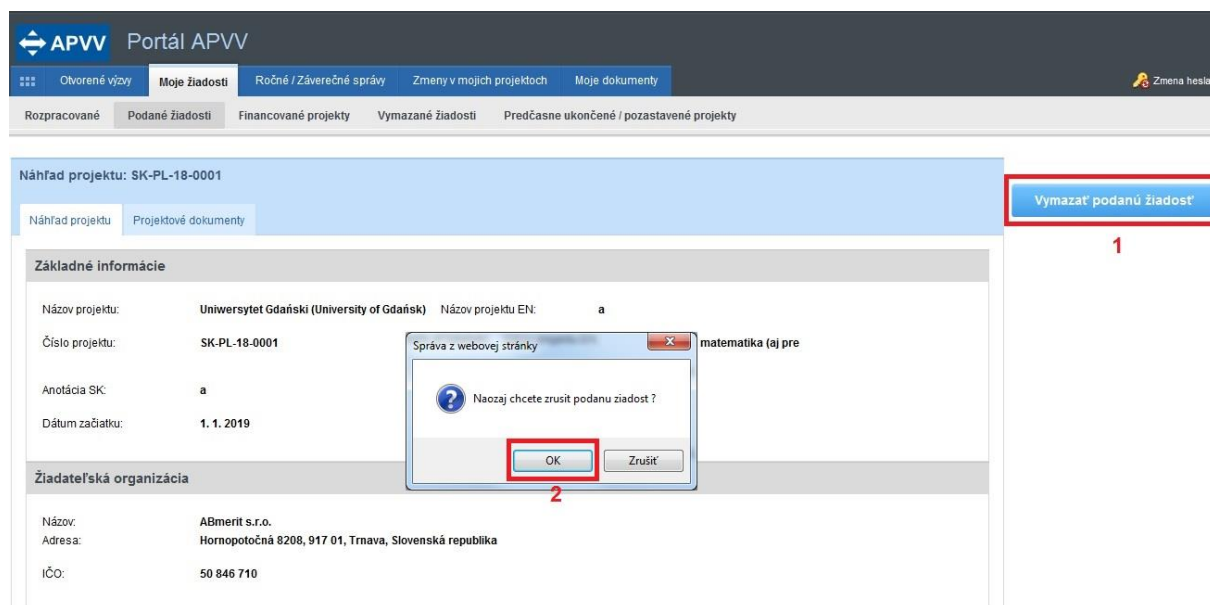 APVV Portál APVV
Otvorené výzvy Moje žiadosti Ročné / Záverečné správy Zmeny v mojich projektoch Moje dokumenty Zmena hesla
Rozpracované Podané žiadosti Financované projekty Vymazané žiadosti Predčasne ukončené / pozastavené projekty
Náhľad projektu: SK-PL-18-0001
Vymazať podanú žiadosť
Náhľad projektu Projektové dokumenty
1
Základné informácie
Názov projektu: Uniwersytet Gdański (University of Gdańsk) Názov projektu EN: a
Číslo projektu: SK-PL-18-0001 matematika (aj pre
Správa z webovej stránky
Anotácia SK: a
Naozaj chcete zrusit podanu ziadost ?
Dátum začiatku: 1. 1. 2019
OK Zrušiť
2
Žiadateľská organizácia
Názov: ABmerit s.r.o.
Adresa: Hornopotočná 8208, 917 01, Trnava, Slovenská republika
IČO: 50 846 710